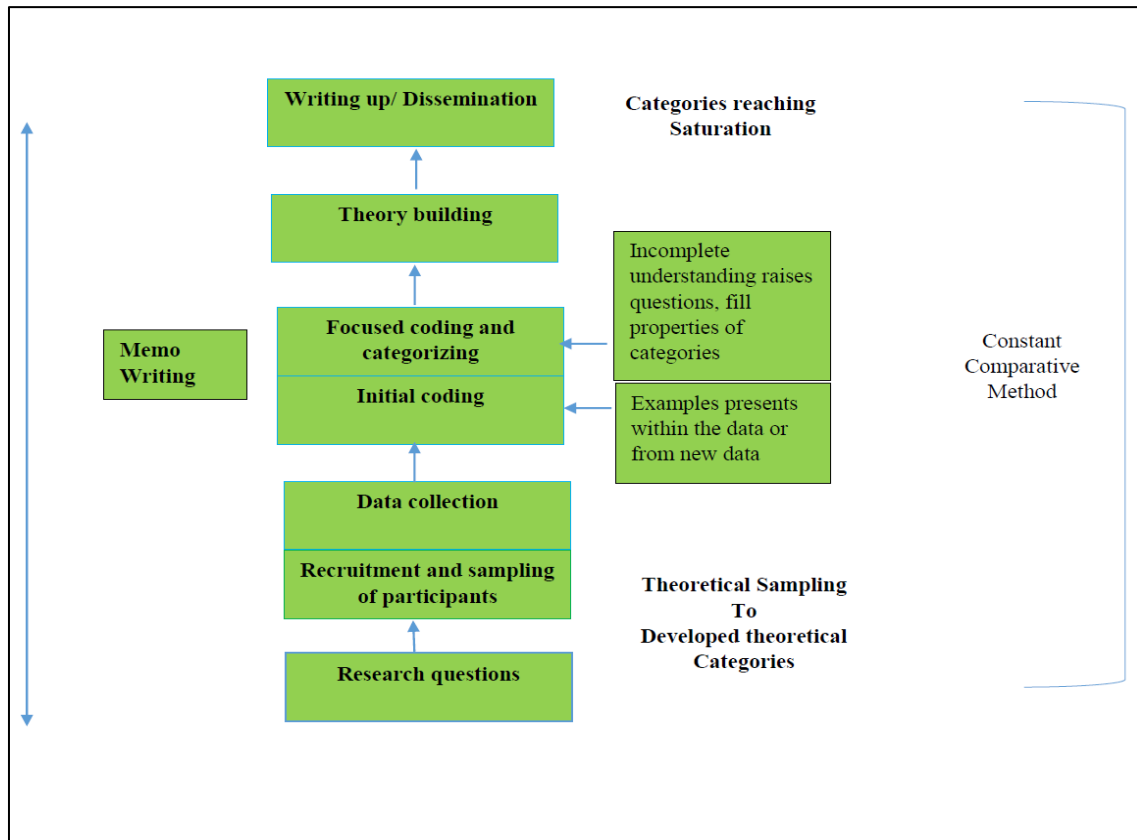 Writing up/ Dissemination
Categories reaching
Saturation
Theory building
Incomplete
understanding raises
questions, fill
properties of
categories
Focused coding and
categorizing
Memo
Writing
Constant
Comparative
Method
Initial coding
Examples presents
within the data or
from new data
Data collection
Recruitment and sampling
of participants
Theoretical Sampling
To
Developed theoretical
Categories
Research questions